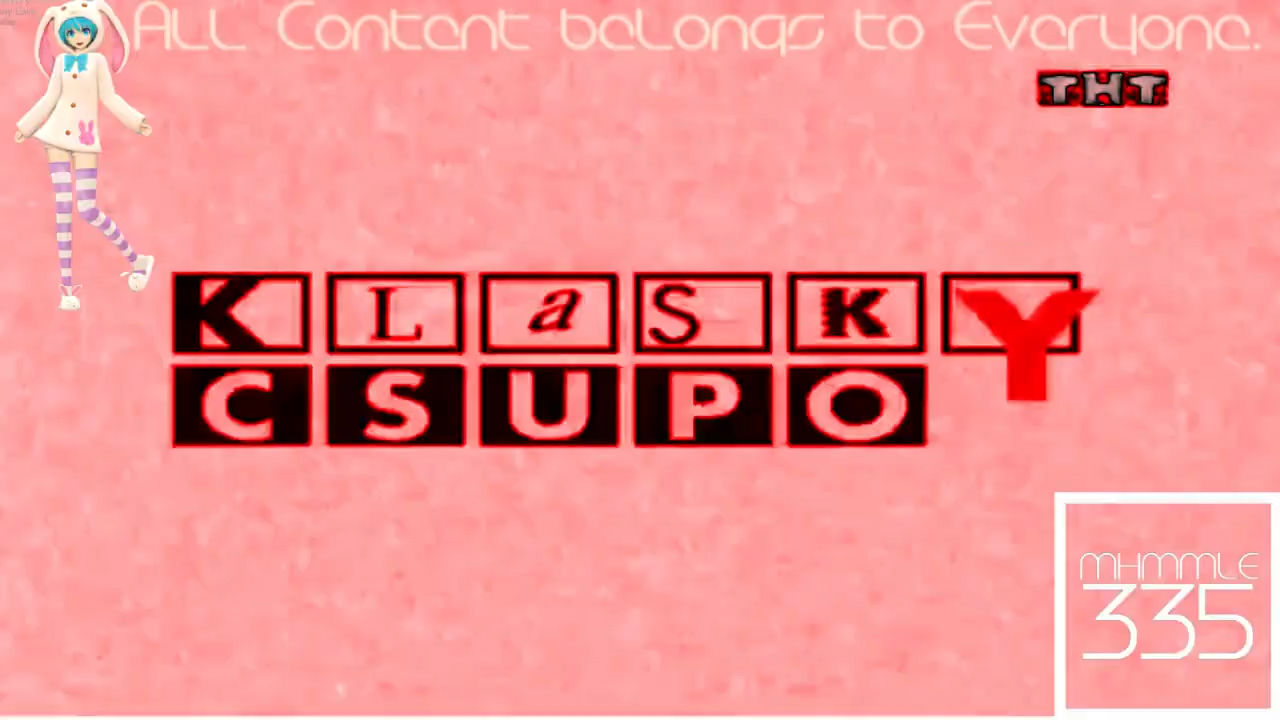 ALL Content belongs to Everyone.
THT
KLaSKY
CSUPO
MHMMLE
335